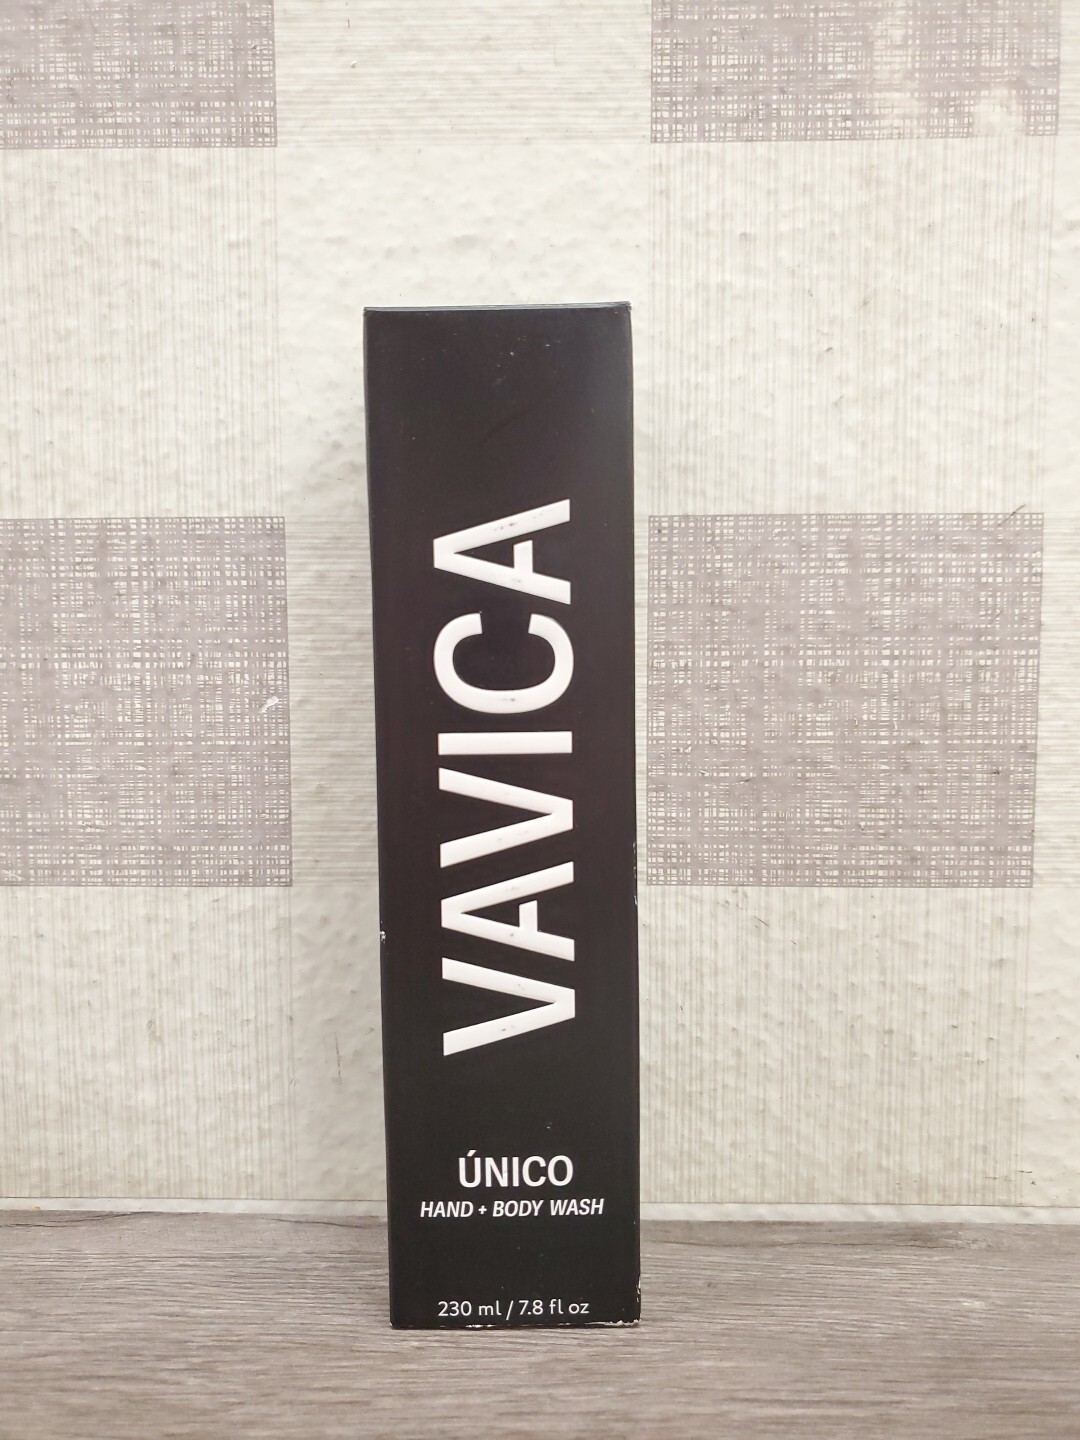 VAVICA
ÚNICO
HAND + BODY WASH
230 ml / 7.8 fl oz